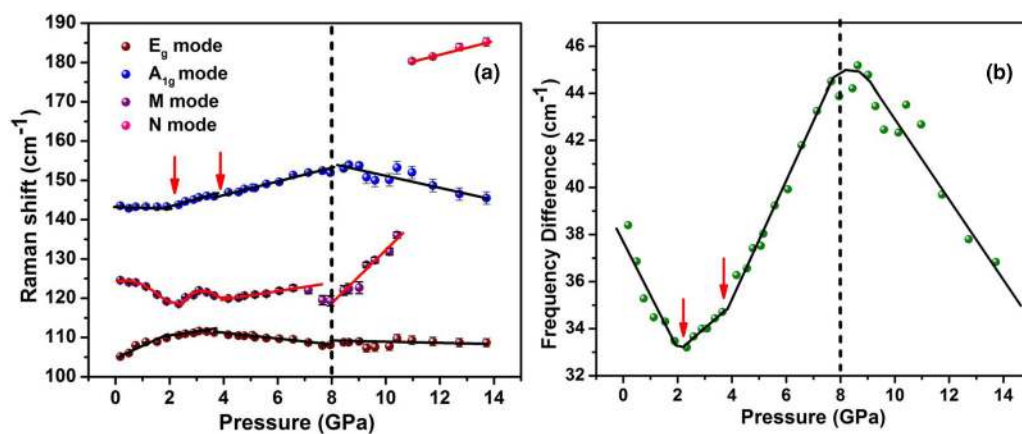 190
180
170
160
150
140
130
120
110
100
Raman shift (cm⁻¹)
E_g mode
A_1g mode
M mode
N mode
(a)
0 2 4 6 8 10 12 14
Pressure (GPa)
46
44
42
40
38
36
34
32
Frequency Difference (cm⁻¹)
(b)
0 2 4 6 8 10 12 14
Pressure (GPa)